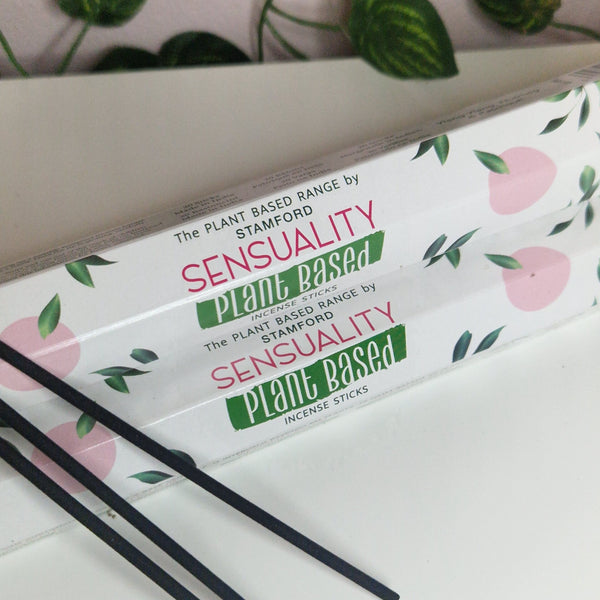 The PLANT BASED RANGE by
STAMFORD
SENSUALITY
PLANT BASED
INCENSE STICKS
The PLANT BASED RANGE by
STAMFORD
SENSUALITY
PLANT BASED
INCENSE STICKS